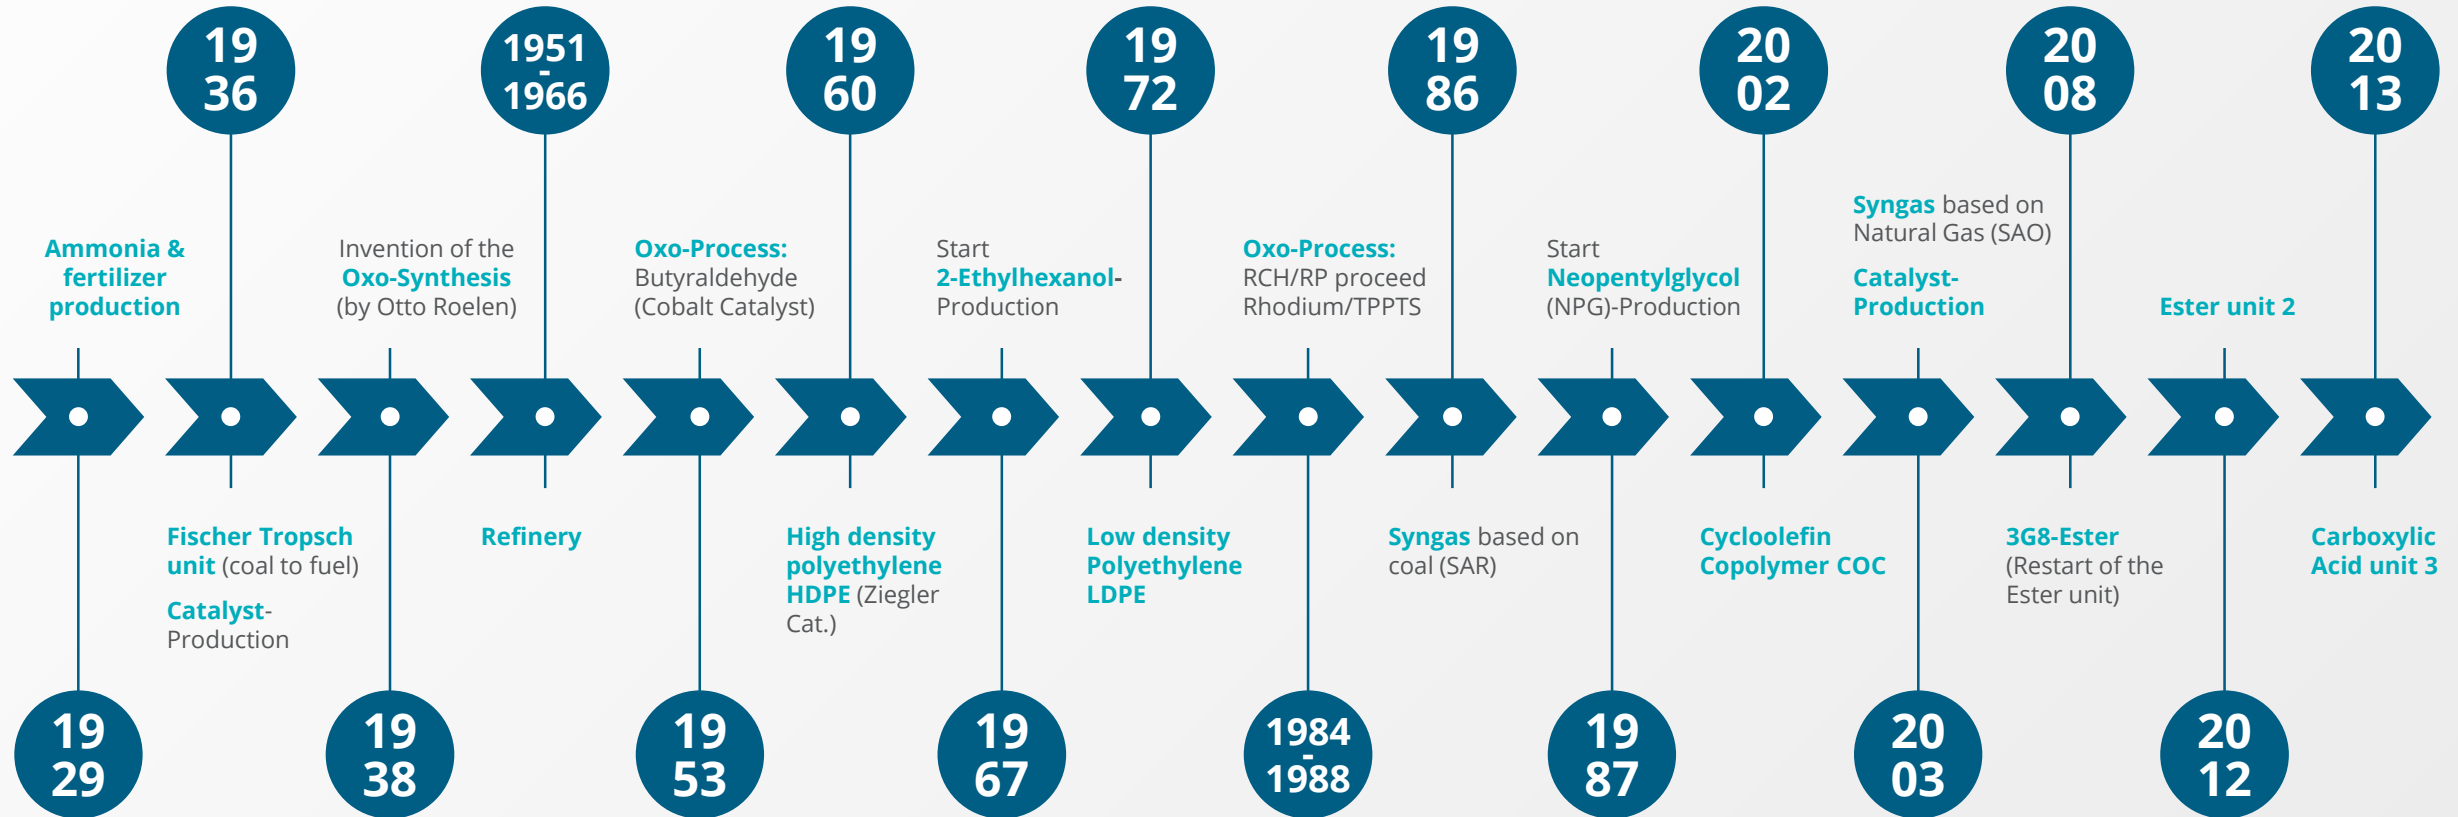 19
36
1951
-
1966
19
60
19
72
19
86
20
02
20
08
20
13
Ammonia &
fertilizer
production
Invention of the
Oxo-Synthesis
(by Otto Roelen)
Oxo-Process:
Butyraldehyde
(Cobalt Catalyst)
Start
2-Ethylhexanol-
Production
Oxo-Process:
RCH/RP proceed
Rhodium/TPPTS
Start
Neopentylglycol
(NPG)-Production
Syngas based on
Natural Gas (SAO)
Catalyst-
Production
Ester unit 2
Fischer Tropsch
unit (coal to fuel)
Catalyst-
Production
Refinery
High density
polyethylene
HDPE (Ziegler
Cat.)
Low density
Polyethylene
LDPE
Syngas based on
coal (SAR)
Cycloolefin
Copolymer COC
3G8-Ester
(Restart of the
Ester unit)
Carboxylic
Acid unit 3
19
29
19
38
19
53
19
67
1984
-
1988
19
87
20
03
20
12